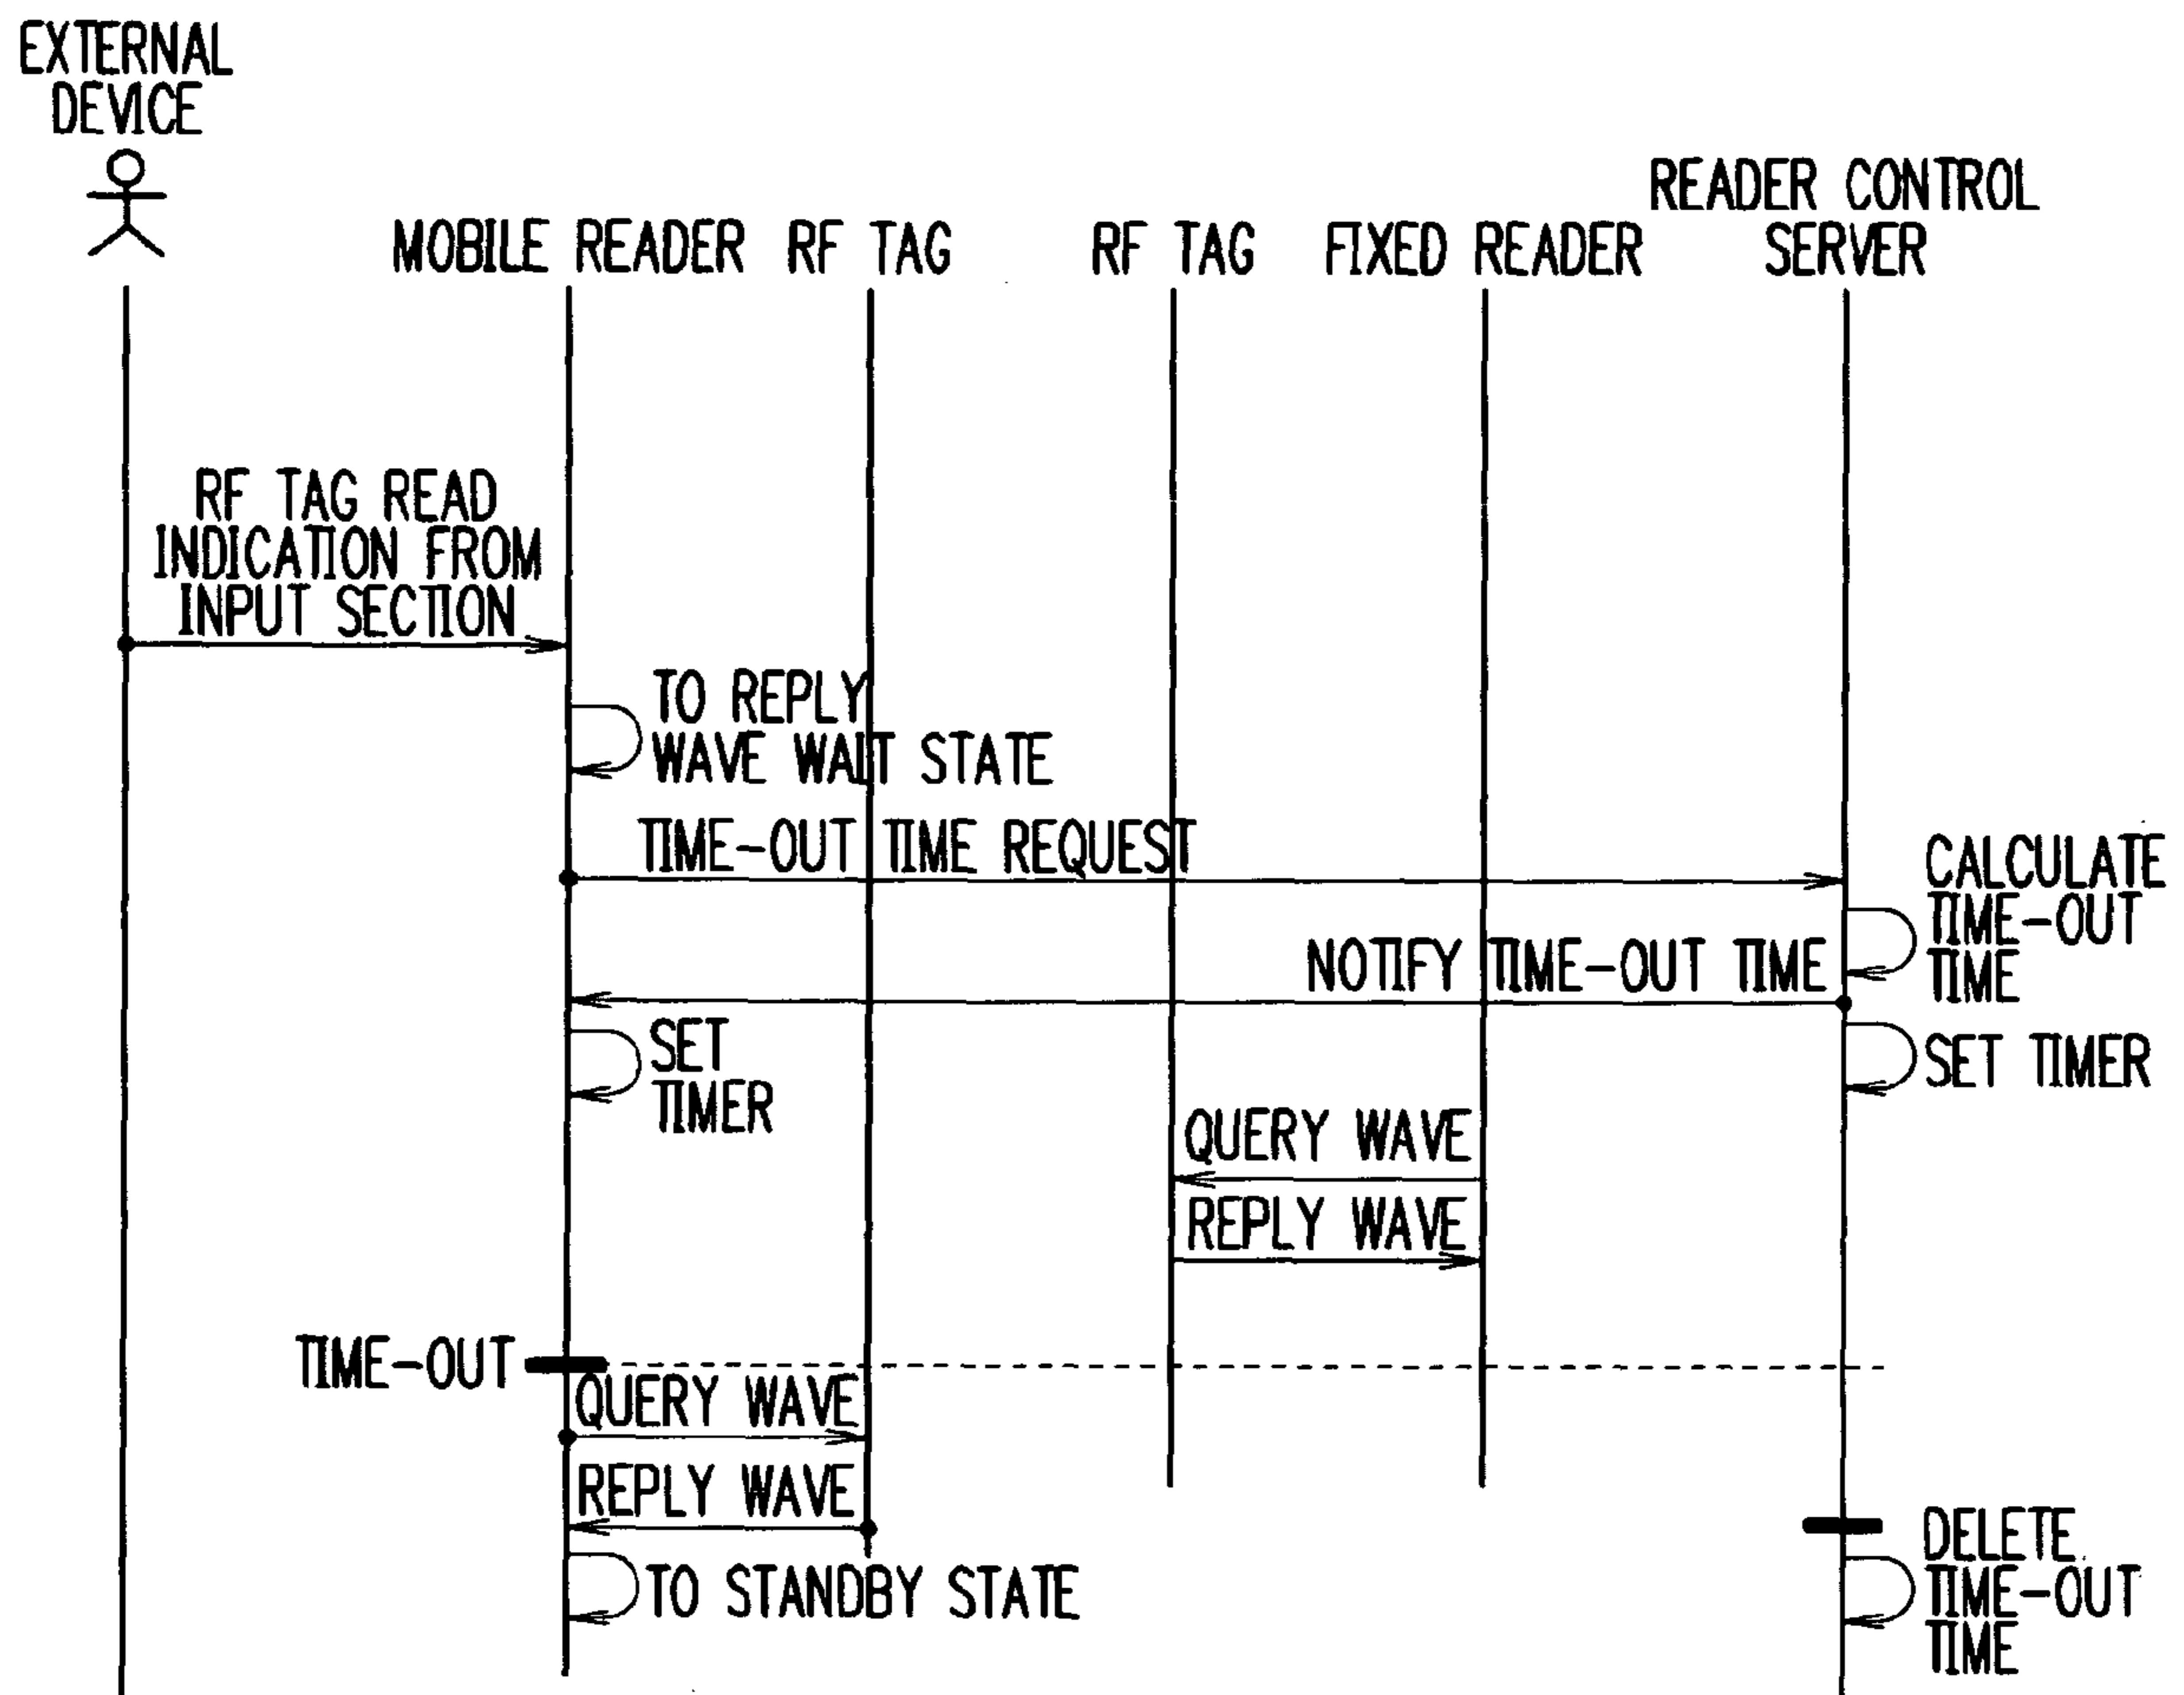 EXTERNAL
DEVICE
MOBILE READER
RF TAG
RF TAG
FIXED READER
READER CONTROL
SERVER
RF TAG READ
INDICATION FROM
INPUT SECTION
TO REPLY
WAVE WAIT STATE
TIME-OUT TIME REQUEST
CALCULATE
TIME-OUT
TIME
NOTIFY TIME-OUT TIME
SET
TIMER
SET TIMER
QUERY WAVE
REPLY WAVE
TIME-OUT
QUERY WAVE
REPLY WAVE
TO STANDBY STATE
DELETE
TIME-OUT
TIME